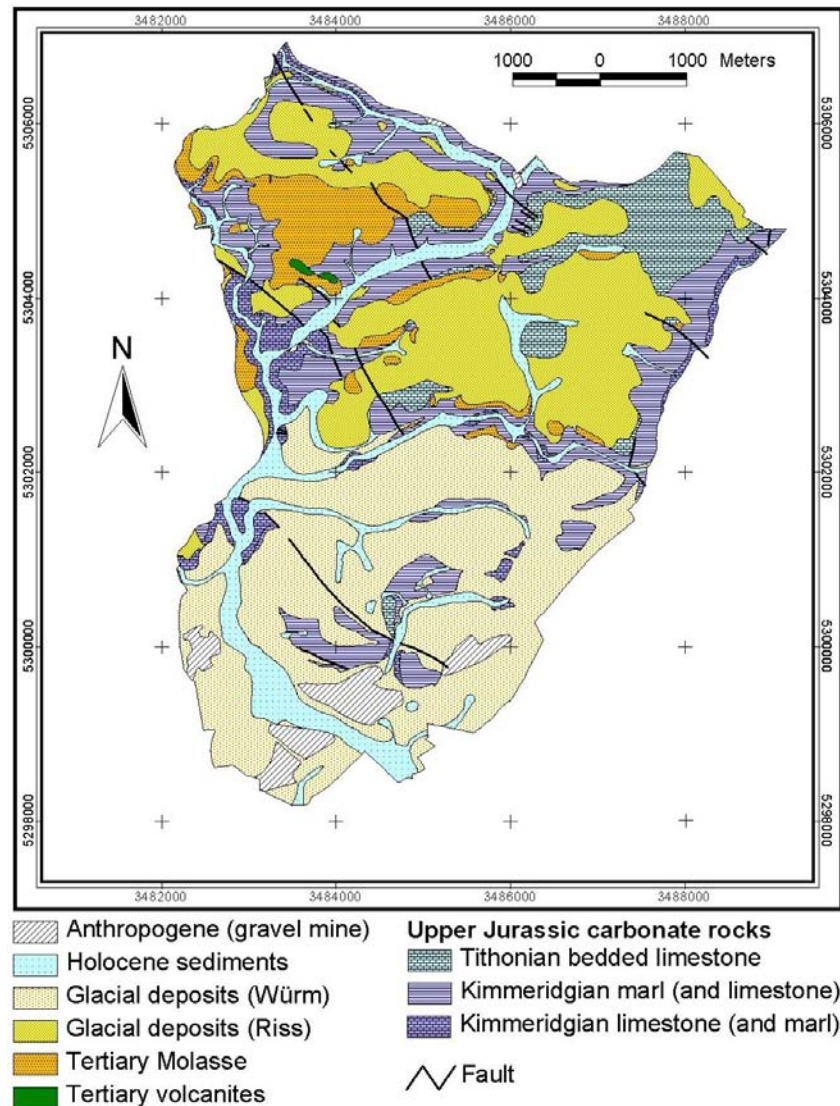 3482000 3484000 3486000 3488000
1000 0 1000 Meters
5306000 5306000
5304000 5304000
N
5302000 5302000
5300000 5300000
5298000 5298000
3482000 3484000 3486000 3488000
Anthropogene (gravel mine)
Holocene sediments
Glacial deposits (Würm)
Glacial deposits (Riss)
Tertiary Molasse
Tertiary volcanites
Upper Jurassic carbonate rocks
Tithonian bedded limestone
Kimmeridgian marl (and limestone)
Kimmeridgian limestone (and marl)
Fault